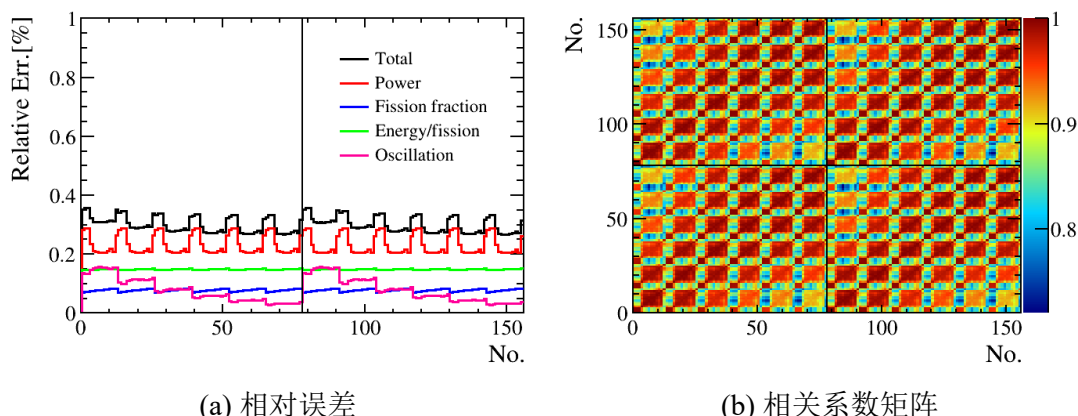 Relative Err.[%]
1
0.8
0.6
0.4
0.2
0
0
50
100
150
No.
Total
Power
Fission fraction
Energy/fission
Oscillation
(a) 相对误差
No.
150
100
50
0
0
50
100
150
No.
1
0.9
0.8
(b) 相关系数矩阵